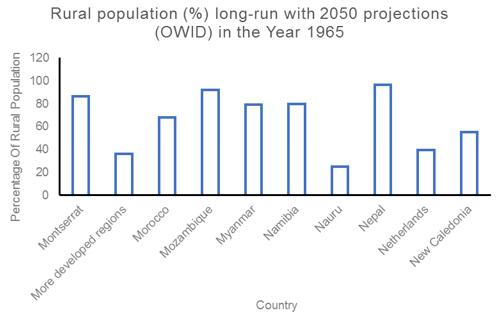 Rural population (%) long-run with 2050 projections
(OWID) in the Year 1965
Percentage Of Rural Population
120
100
80
60
40
20
0
Montserrat
More developed regions
Morocco
Mozambique
Myanmar
Namibia
Nauru
Nepal
Netherlands
New Caledonia
Country